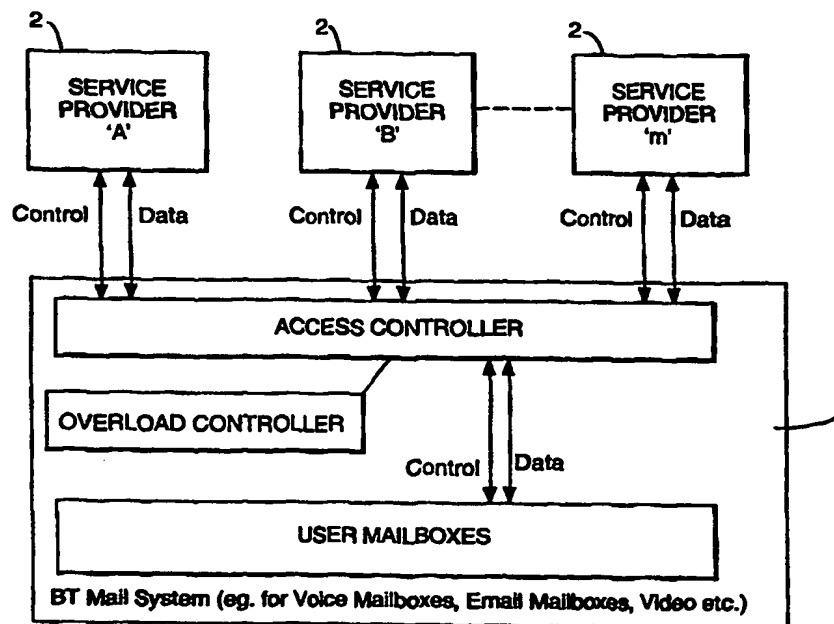 2
2
2
SERVICE
PROVIDER
'A'
SERVICE
PROVIDER
'B'
SERVICE
PROVIDER
'm'
Control
Data
Control
Data
Control
Data
ACCESS CONTROLLER
OVERLOAD CONTROLLER
Control
Data
USER MAILBOXES
BT Mail System (eg. for Voice Mailboxes, Email Mailboxes, Video etc.)